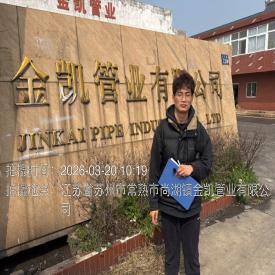 金凯管业
金凯管业有限公司
JINKAI PIPE INDU LTD
拍摄时间：2026-03-20 10:19
拍摄地点：江苏省苏州市常熟市尚湖镇金凯管业有限公
司